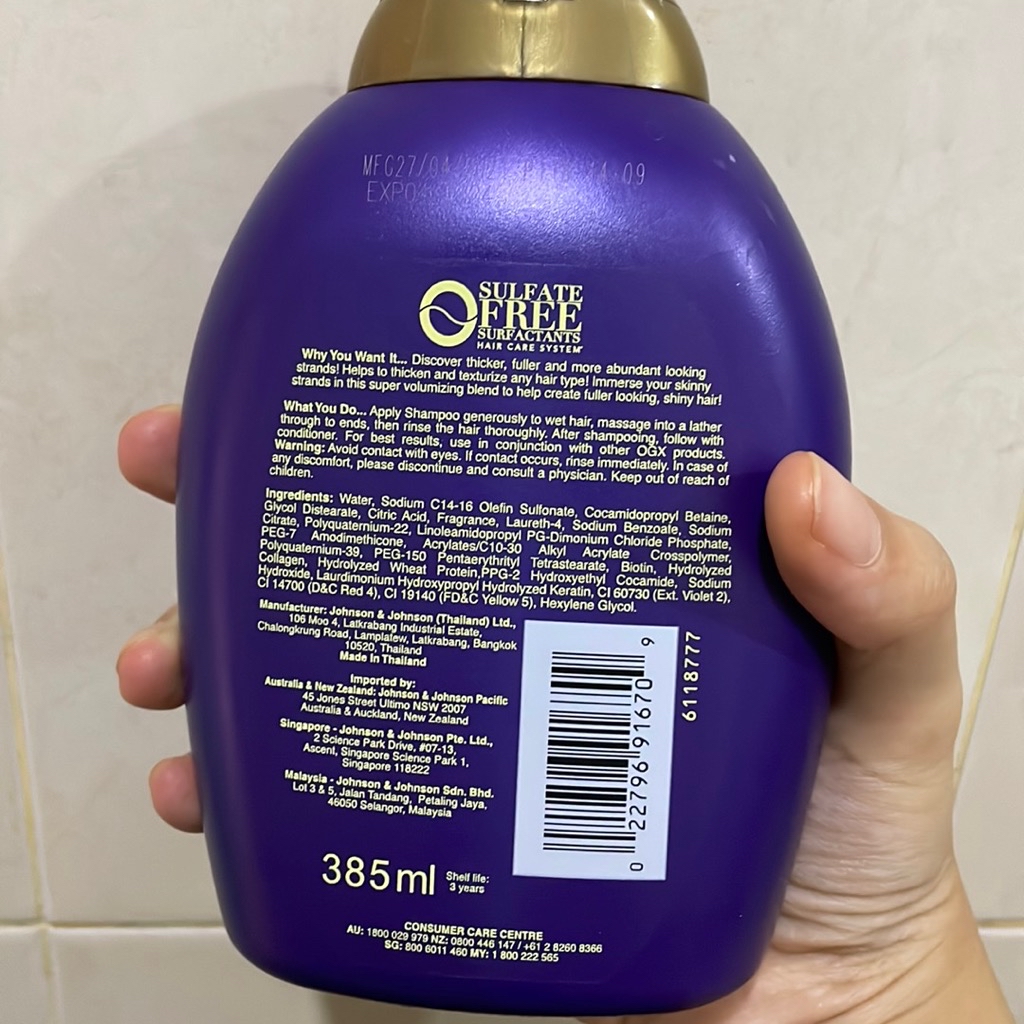 MFG27/04/
EXP
SULFATE
FREE
SURFACTANTS
HAIR CARE SYSTEM
Why You Want It... Discover thicker, fuller and more abundant looking
strands! Helps to thicken and texturize any hair type! Immerse your skinny
strands in this super volumizing blend to help create fuller looking, shiny hair!
What You Do... Apply Shampoo generously to wet hair, massage into a lather
through to ends, then rinse the hair thoroughly. After shampooing, follow with
conditioner. For best results, use in conjunction with other OGX products.
Warning: Avoid contact with eyes. If contact occurs, rinse immediately. In case of
any discomfort, please discontinue and consult a physician. Keep out of reach of
children.
Ingredients: Water, Sodium C14-16 Olefin Sulfonate, Cocamidopropyl Betaine,
Glycol Distearate, Citric Acid, Fragrance, Laureth-4, Sodium Benzoate, Sodium
Citrate, Polyquaternium-22, Linoleamidopropyl PG-Dimonium Chloride Phosphate,
PEG-7 Amodimethicone, Acrylates/C10-30 Alkyl Acrylate Crosspolymer,
Polyquaternium-39, PEG-150 Pentaerythrityl Tetrastearate, Biotin, Hydrolyzed
Collagen, Hydrolyzed Wheat Protein,PPG-2 Hydroxyethyl Cocamide, Sodium
Hydroxide, Laurdimonium Hydroxypropyl Hydrolyzed Keratin, CI 60730 (Ext. Violet 2),
CI 14700 (D&C Red 4), CI 19140 (FD&C Yellow 5), Hexylene Glycol.
Manufacturer: Johnson & Johnson (Thailand) Ltd.,
106 Moo 4, Latkrabang Industrial Estate,
Chalongkrung Road, Lamplatew, Latkrabang, Bangkok
10520, Thailand
Made in Thailand
Imported by:
Australia & New Zealand: Johnson & Johnson Pacific
45 Jones Street Ultimo NSW 2007
Australia & Auckland, New Zealand
Singapore - Johnson & Johnson Pte. Ltd.,
2 Science Park Drive, #07-13,
Ascent, Singapore Science Park 1,
Singapore 118222
Malaysia - Johnson & Johnson Sdn. Bhd.
Lot 3 & 5, Jalan Tandang, Petaling Jaya,
46050 Selangor, Malaysia
0 22796 91670 9
61118777
385ml
Shelf life:
3 years
CONSUMER CARE CENTRE
AU: 1800 029 979 NZ: 0800 446 147 / +61 2 8260 8366
SG: 800 6011 460 MY: 1 800 222 565